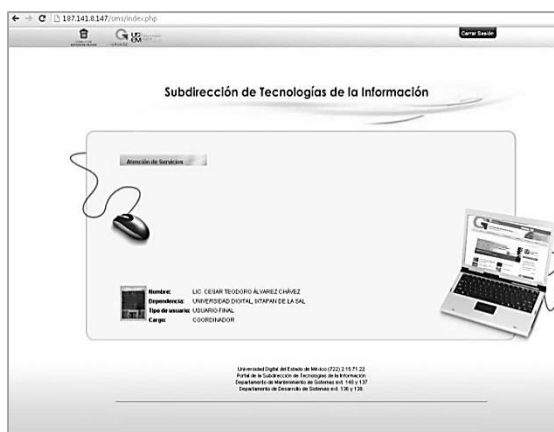 187.141.8.147/sms/index.php
Cerrar Sesión
Subdirección de Tecnologías de la Información
Atención de Servicios
Nombre: LIC. CESAR TEODORO ÁLVAREZ CHÁVEZ
Dependencia: UNIVERSIDAD DIGITAL, IXTAPAN DE LA SAL
Tipo de usuario: USUARIO FINAL
Cargo: COORDINADOR
Universidad Digital del Estado de México (722) 2 15 71 22
Portal de la Subdirección de Tecnologías de la Información
Departamento de Mantenimiento de Sistemas ext. 148 y 137
Departamento de Desarrollo de Sistemas ext. 136 y 138.